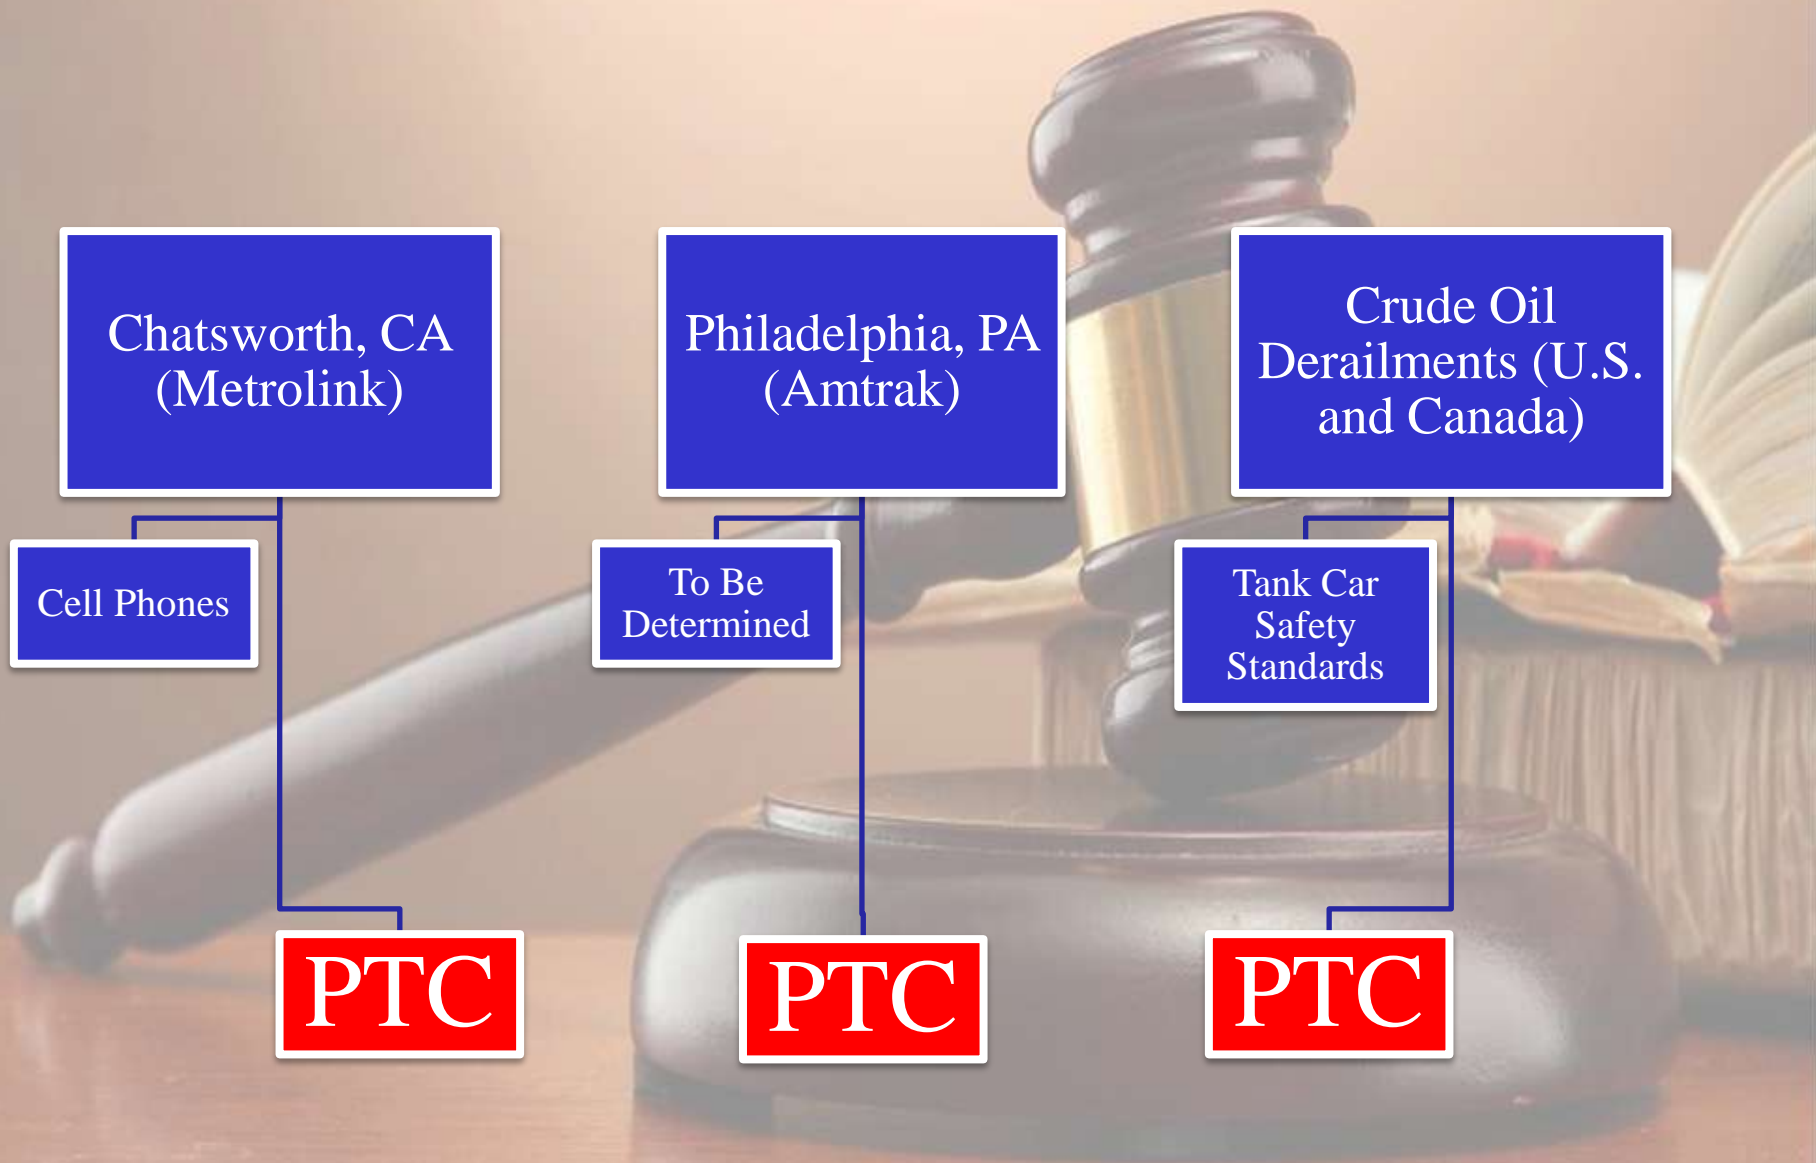 Chatsworth, CA
(Metrolink)
Philadelphia, PA
(Amtrak)
Crude Oil
Derailments (U.S.
and Canada)
Cell Phones
To Be
Determined
Tank Car
Safety
Standards
PTC
PTC
PTC